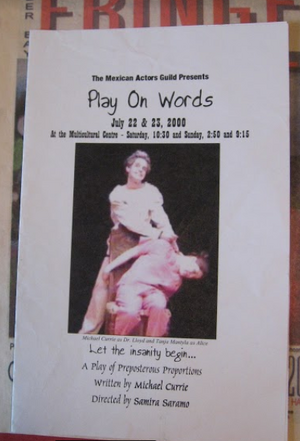 FRINGE
The Mexican Actors Guild Presents
Play On Words
July 22 & 23, 2000
At the Multicultural Centre - Saturday, 10:30 and Sunday, 2:50 and 9:15
Michael Currie as Dr. Lloyd and Tanja Maneyla as Alice
Let the insanity begin...
A Play of Preposterous Proportions
Written by Michael Currie
Directed by Samira Saramo